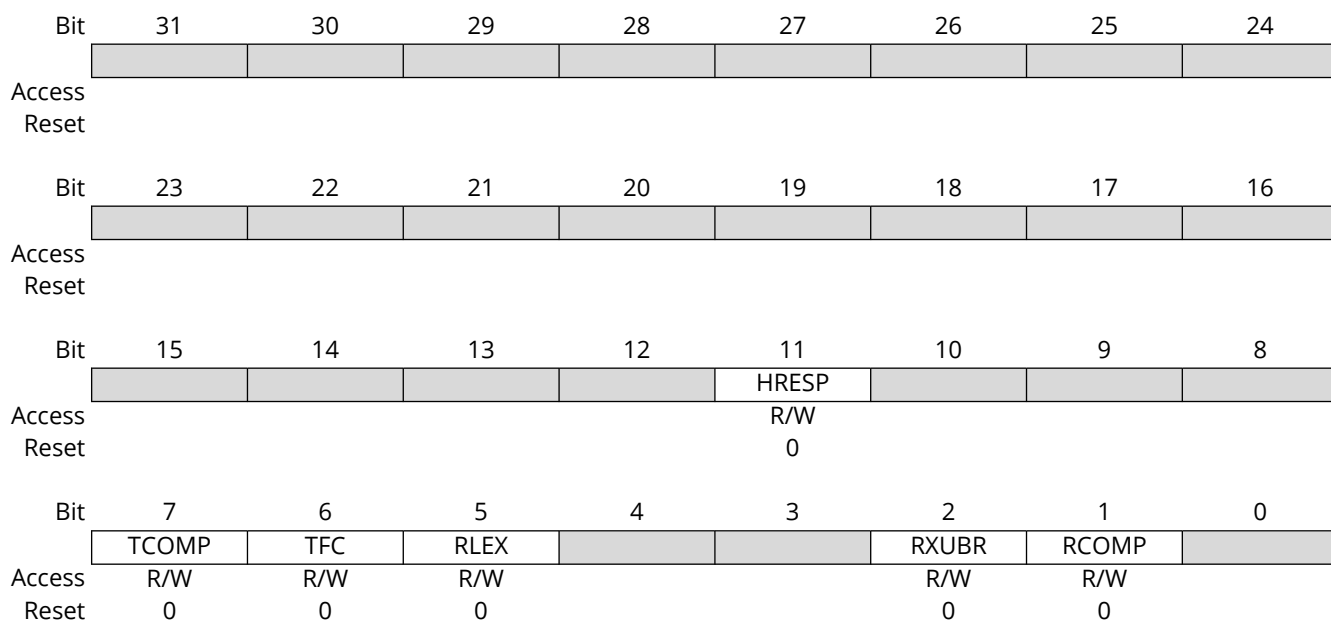 Bit 31 30 29 28 27 26 25 24
Access
Reset
Bit 23 22 21 20 19 18 17 16
Access
Reset
Bit 15 14 13 12 11 10 9 8
HRESP
Access R/W
Reset 0
Bit 7 6 5 4 3 2 1 0
TCOMP TFC RLEX RXUBR RCOMP
Access R/W R/W R/W R/W R/W
Reset 0 0 0 0 0